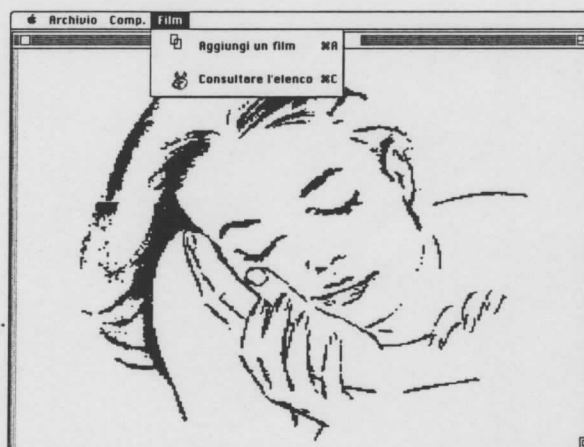 Archivio Comp. Film
Aggiungi un film ⌘A
Consultare l'elenco ⌘C